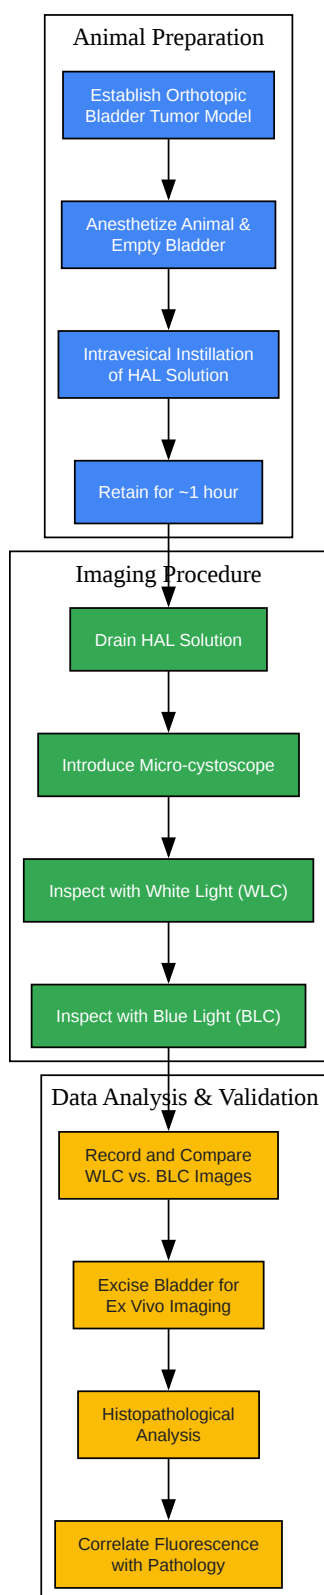 Animal Preparation
Establish Orthotopic
Bladder Tumor Model
Anesthetize Animal &
Empty Bladder
Intravesical Instillation
of HAL Solution
Retain for ~1 hour
Imaging Procedure
Drain HAL Solution
Introduce Micro-cystoscope
Inspect with White Light (WLC)
Inspect with Blue Light (BLC)
Data Analysis & Validation
Record and Compare
WLC vs. BLC Images
Excise Bladder for
Ex Vivo Imaging
Histopathological
Analysis
Correlate Fluorescence
with Pathology